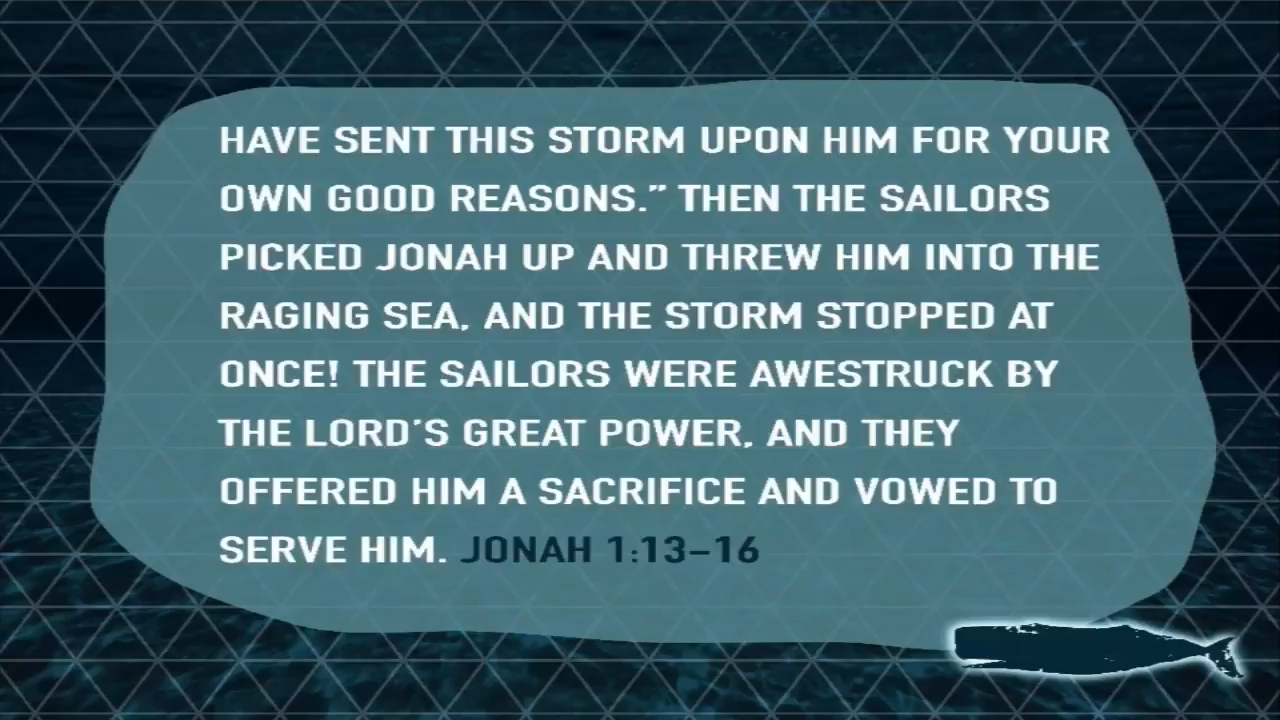 HAVE SENT THIS STORM UPON HIM FOR YOUR
OWN GOOD REASONS.” THEN THE SAILORS
PICKED JONAH UP AND THREW HIM INTO THE
RAGING SEA, AND THE STORM STOPPED AT
ONCE! THE SAILORS WERE AWESTRUCK BY
THE LORD’S GREAT POWER, AND THEY
OFFERED HIM A SACRIFICE AND VOWED TO
SERVE HIM. JONAH 1:13–16